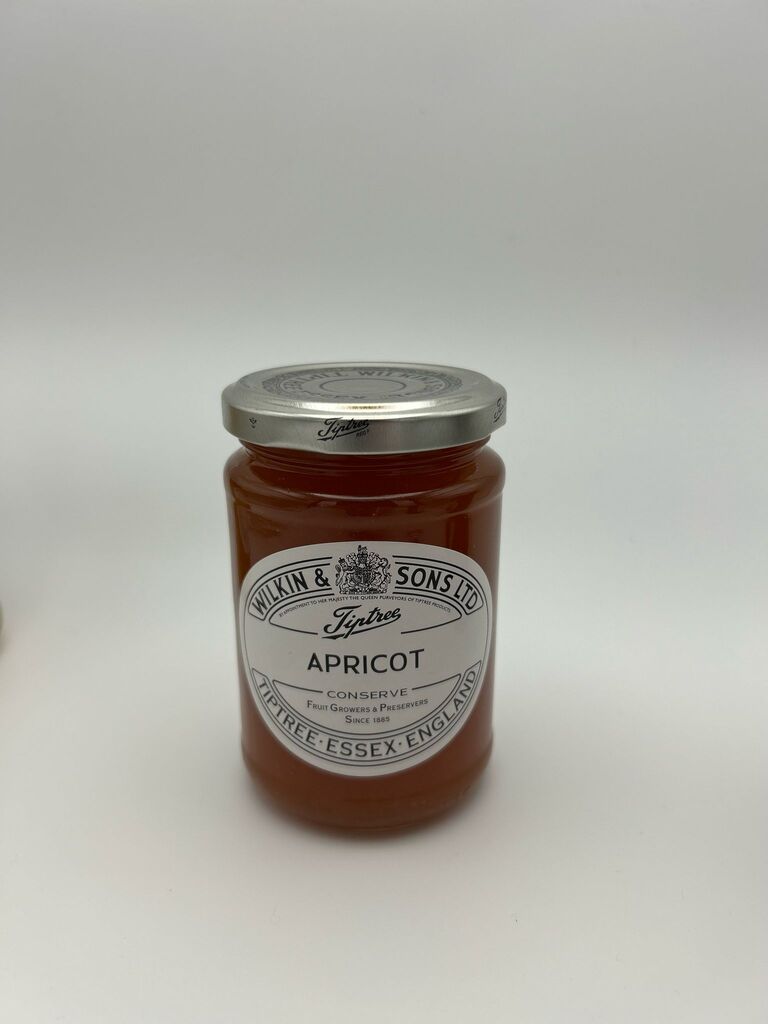 Tiptree
WILKIN & SONS LTD
BY APPOINTMENT TO HER MAJESTY THE QUEEN PURVEYORS OF TIPTREE PRODUCTS
Tiptree
APRICOT
CONSERVE
FRUIT GROWERS & PRESERVERS
SINCE 1885
TIPTREE·ESSEX·ENGLAND